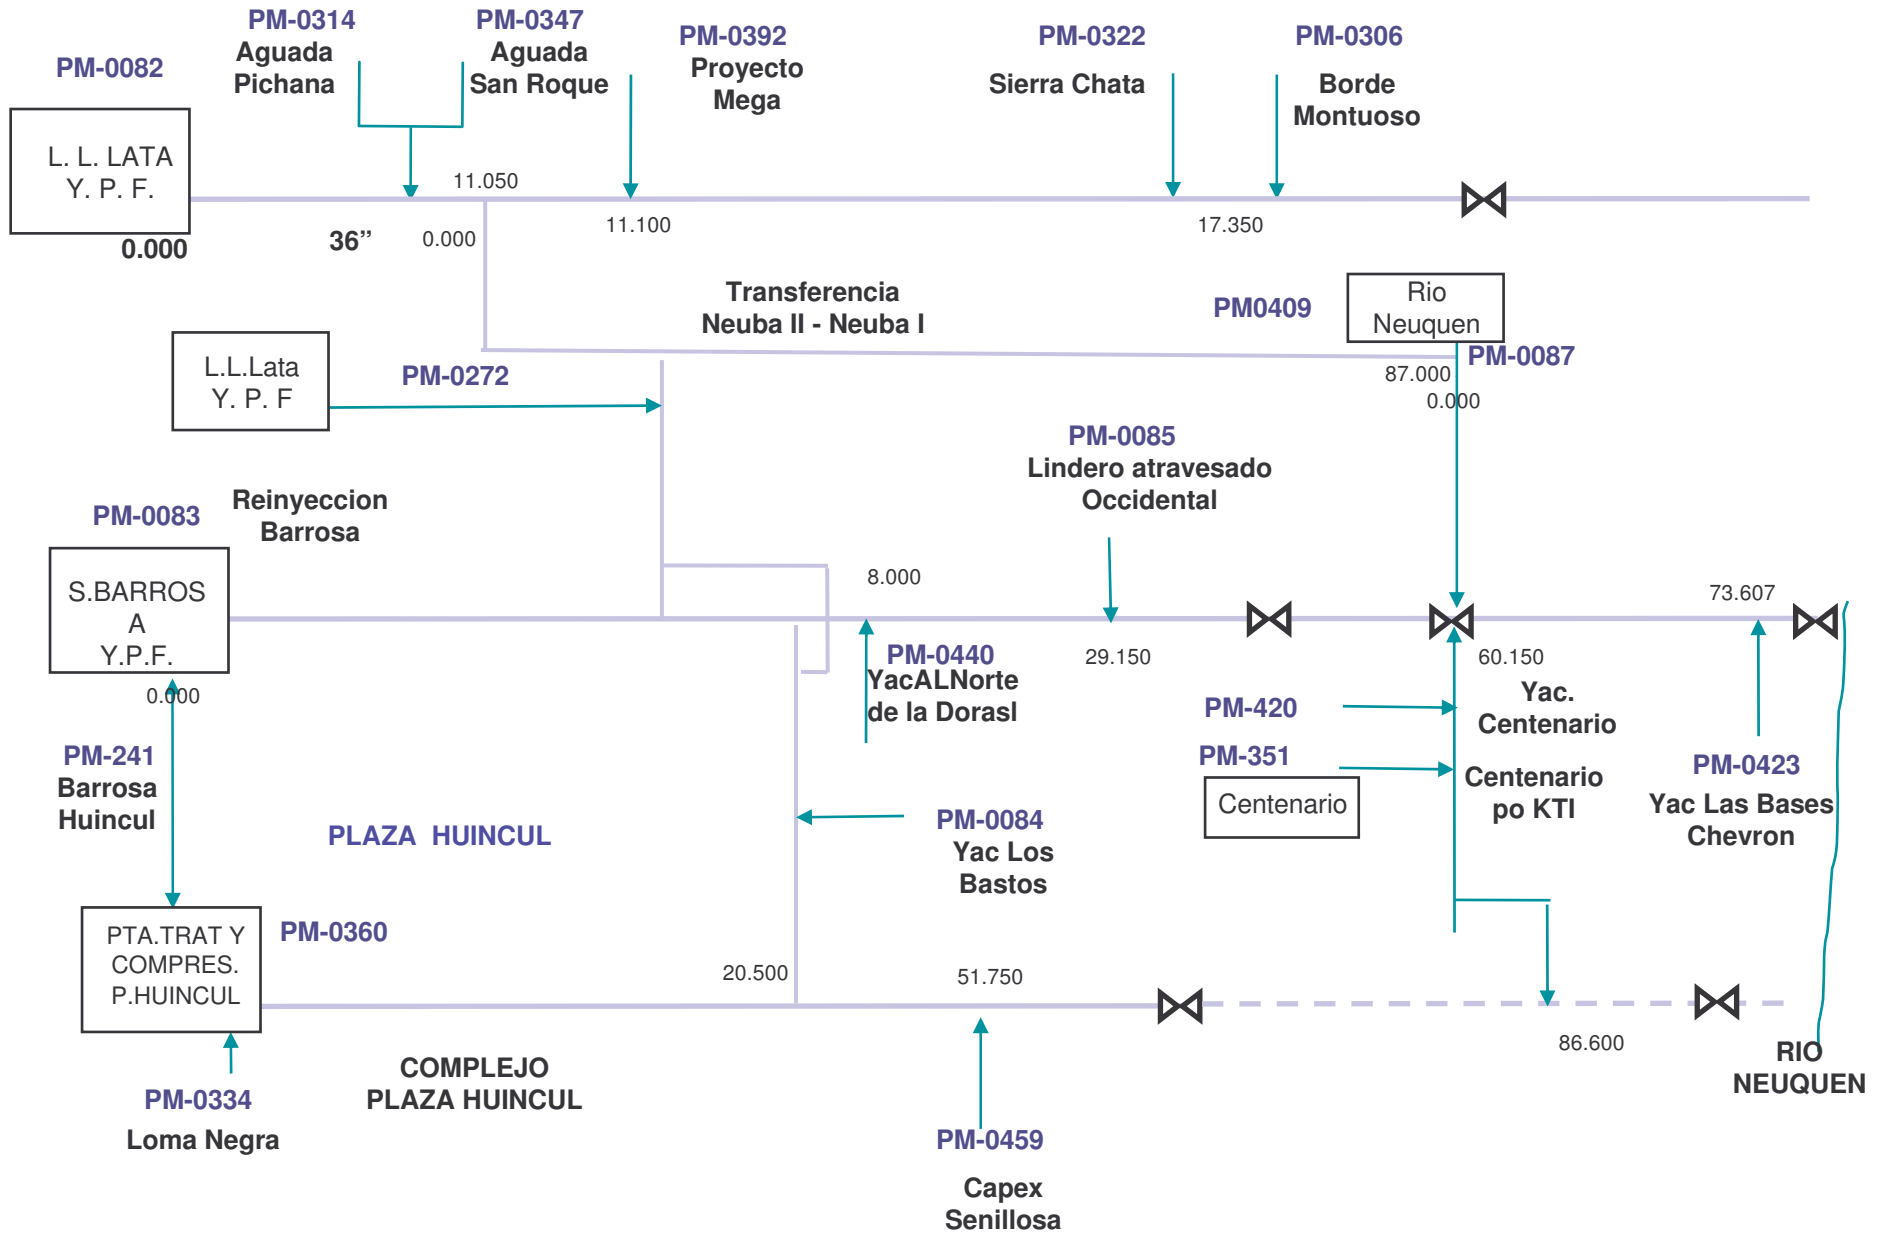 PM-0314
Aguada
Pichana
PM-0347
Aguada
San Roque
PM-0392
Proyecto
Mega
PM-0322
Sierra Chata
PM-0306
Borde
Montuoso
PM-0082
L. L. LATA
Y. P. F.
0.000
36”
11.050
0.000
11.100
17.350
Transferencia
Neuba II - Neuba I
PM0409
Rio
Neuquen
PM-0087
87.000
0.000
L.L.Lata
Y. P. F
PM-0272
PM-0085
Lindero atravesado
Occidental
Reinyeccion
Barrosa
PM-0083
S.BARROS
A
Y.P.F.
0.000
8.000
73.607
PM-0440
YacALNorte
de la Dorasl
29.150
60.150
Yac.
Centenario
PM-420
PM-351
Centenario
Centenario
po KTI
PM-0423
Yac Las Bases
Chevron
PM-241
Barrosa
Huincul
PLAZA HUINCUL
PM-0084
Yac Los
Bastos
PTA.TRAT Y
COMPRES.
P.HUINCUL
PM-0360
20.500
51.750
86.600
RIO
NEUQUEN
COMPLEJO
PLAZA HUINCUL
PM-0334
Loma Negra
PM-0459
Capex
Senillosa